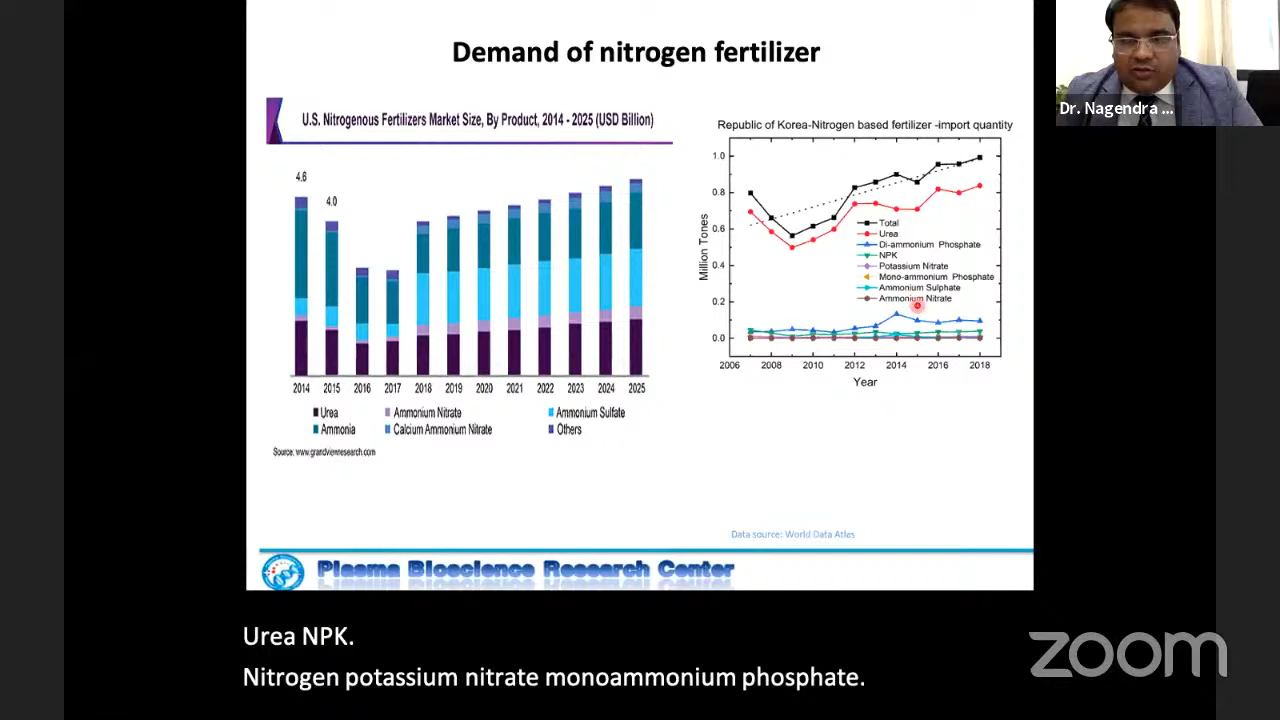 Demand of nitrogen fertilizer
Dr. Nagendra ...
U.S. Nitrogenous Fertilizers Market Size, By Product, 2014 - 2025 (USD Billion)
4.6
4.0
2014 2015 2016 2017 2018 2019 2020 2021 2022 2023 2024 2025
Urea Ammonium Nitrate Ammonium Sulfate
Ammonia Calcium Ammonium Nitrate Others
Source: www.grandviewresearch.com
Republic of Korea-Nitrogen based fertilizer -import quantity
Million Tones
1.0
0.8
0.6
0.4
0.2
0.0
Total
Urea
Di-ammonium Phosphate
NPK
Potassium Nitrate
Mono-ammonium Phosphate
Ammonium Sulphate
Ammonium Nitrate
2006 2008 2010 2012 2014 2016 2018
Year
Data source: World Data Atlas
Plasma Bioscience Research Center
Urea NPK.
Nitrogen potassium nitrate monoammonium phosphate.
zoom